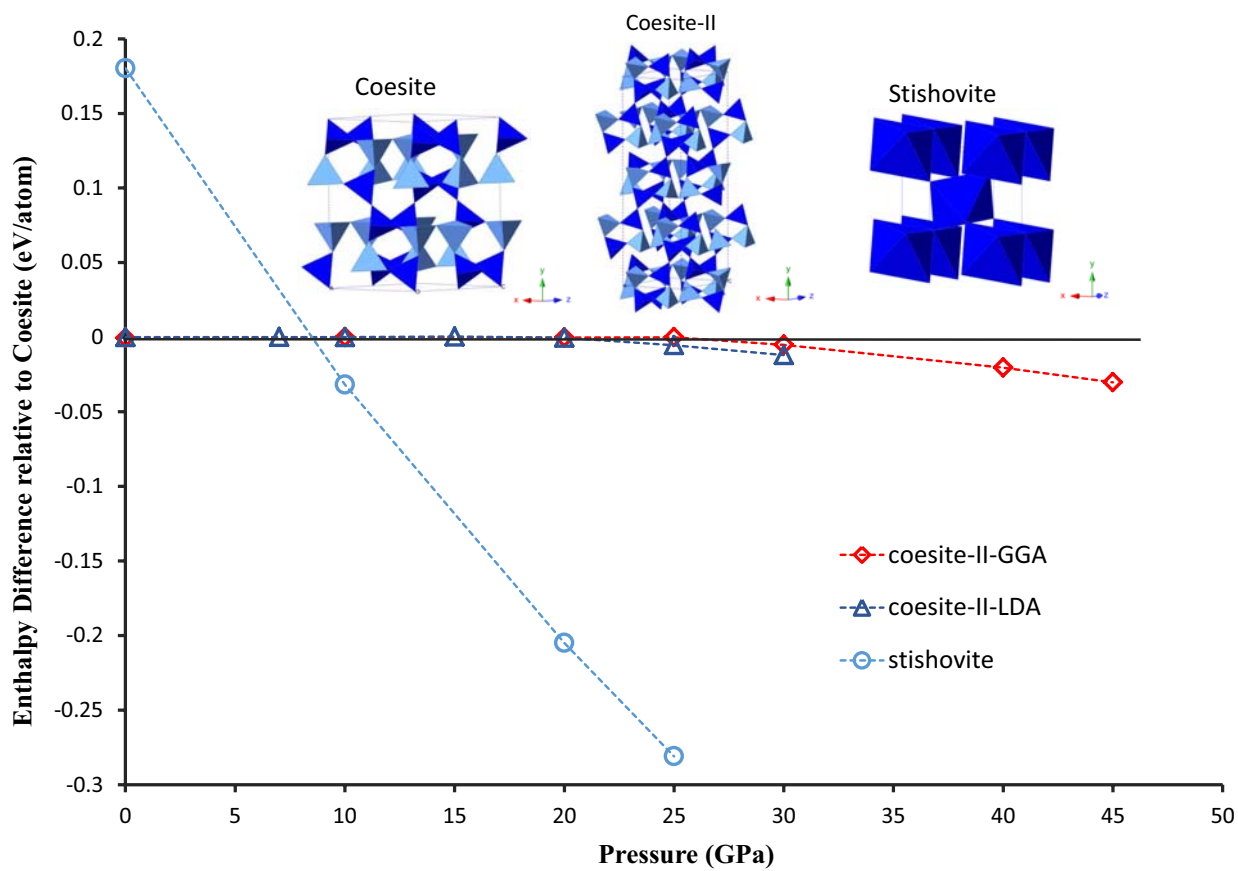 Coesite-II
Coesite
Stishovite
y
x
z
y
x
z
y
x
z
Enthalpy Difference relative to Coesite (eV/atom)
0.2
0.15
0.1
0.05
0
-0.05
-0.1
-0.15
-0.2
-0.25
-0.3
coesite-II-GGA
coesite-II-LDA
stishovite
0 5 10 15 20 25 30 35 40 45 50
Pressure (GPa)